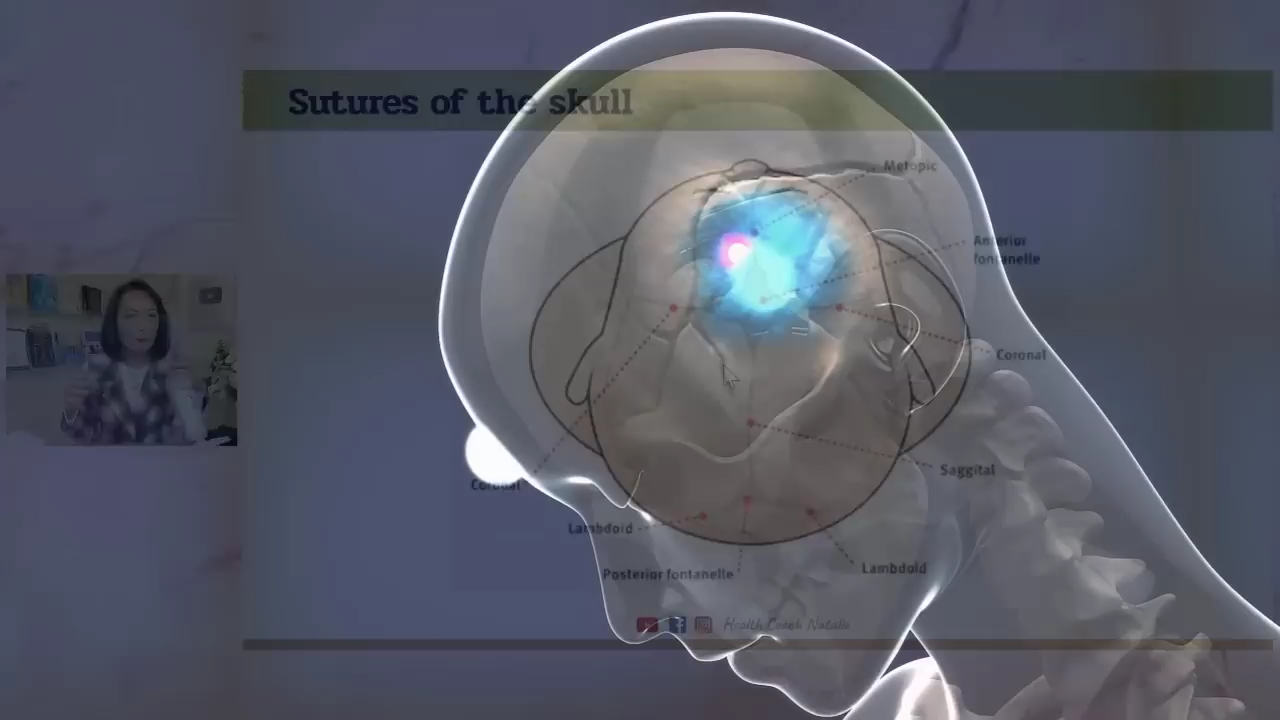 Sutures of the skull
Metopic
Anterior
fontanelle
Coronal
Saggital
Coronal
Lambdoid
Posterior fontanelle
Lambdoid
Health Coach Natalie